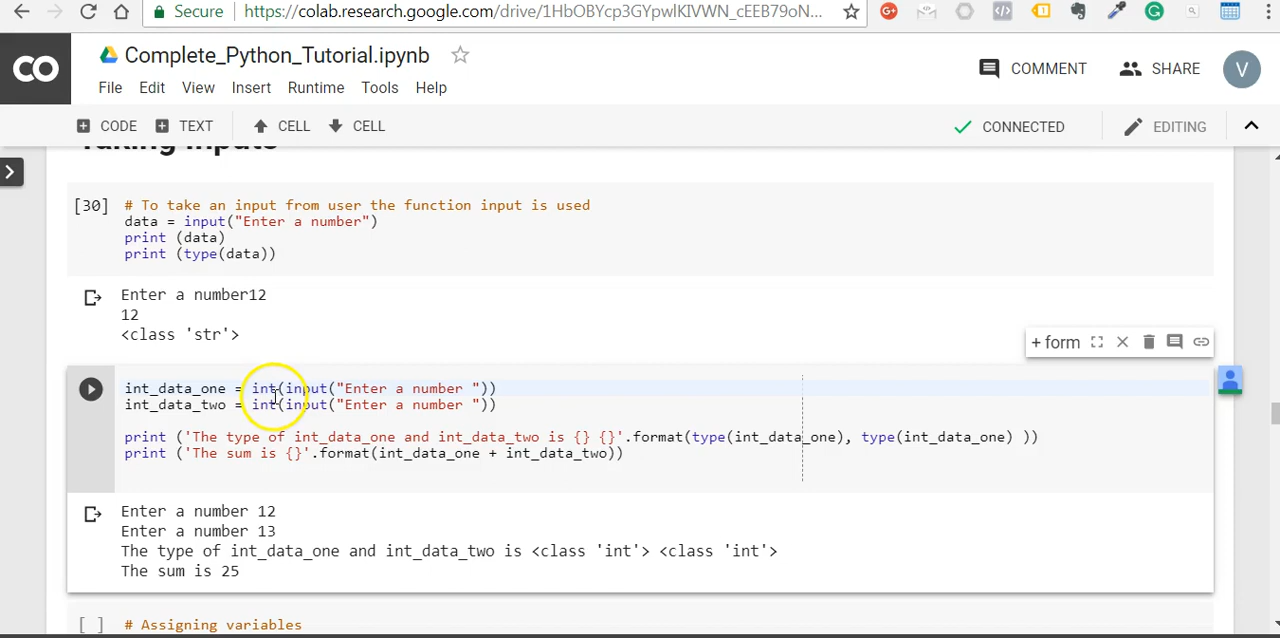 Secure https://colab.research.google.com/drive/1HbOBYcp3GYpwlKIVWN_cEEB79oN...
CO Complete_Python_Tutorial.ipynb
COMMENT SHARE V
File Edit View Insert Runtime Tools Help
CODE TEXT CELL CELL CONNECTED EDITING
Taking Inputs
[30] # To take an input from user the function input is used
data = input("Enter a number")
print (data)
print (type(data))
Enter a number12
12
<class 'str'>
+ form
int_data_one = int(input("Enter a number "))
int_data_two = int(input("Enter a number "))
print ('The type of int_data_one and int_data_two is {} {}'.format(type(int_data_one), type(int_data_one) ))
print ('The sum is {}'.format(int_data_one + int_data_two))
Enter a number 12
Enter a number 13
The type of int_data_one and int_data_two is <class 'int'> <class 'int'>
The sum is 25
[ ] # Assigning variables